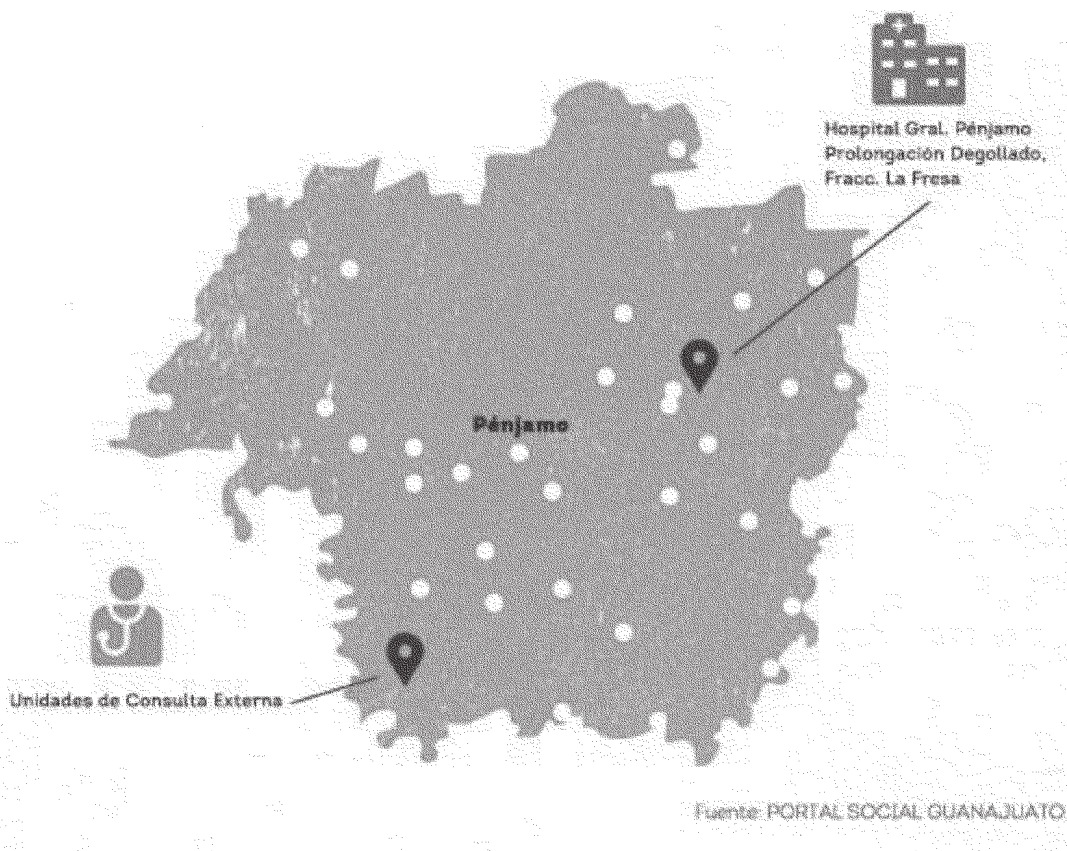 Hospital Gral. Pénjamo
Prolongación Degollado,
Fracc. La Fresa
Pénjamo
Unidades de Consulta Externa
Fuente: PORTAL SOCIAL GUANAJUATO